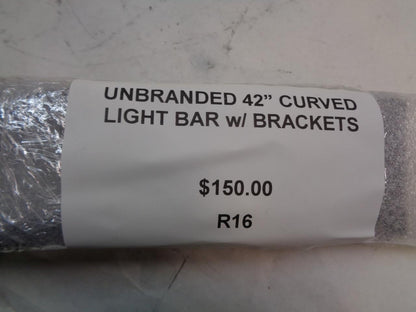 UNBRANDED 42” CURVED
LIGHT BAR w/ BRACKETS
$150.00
R16